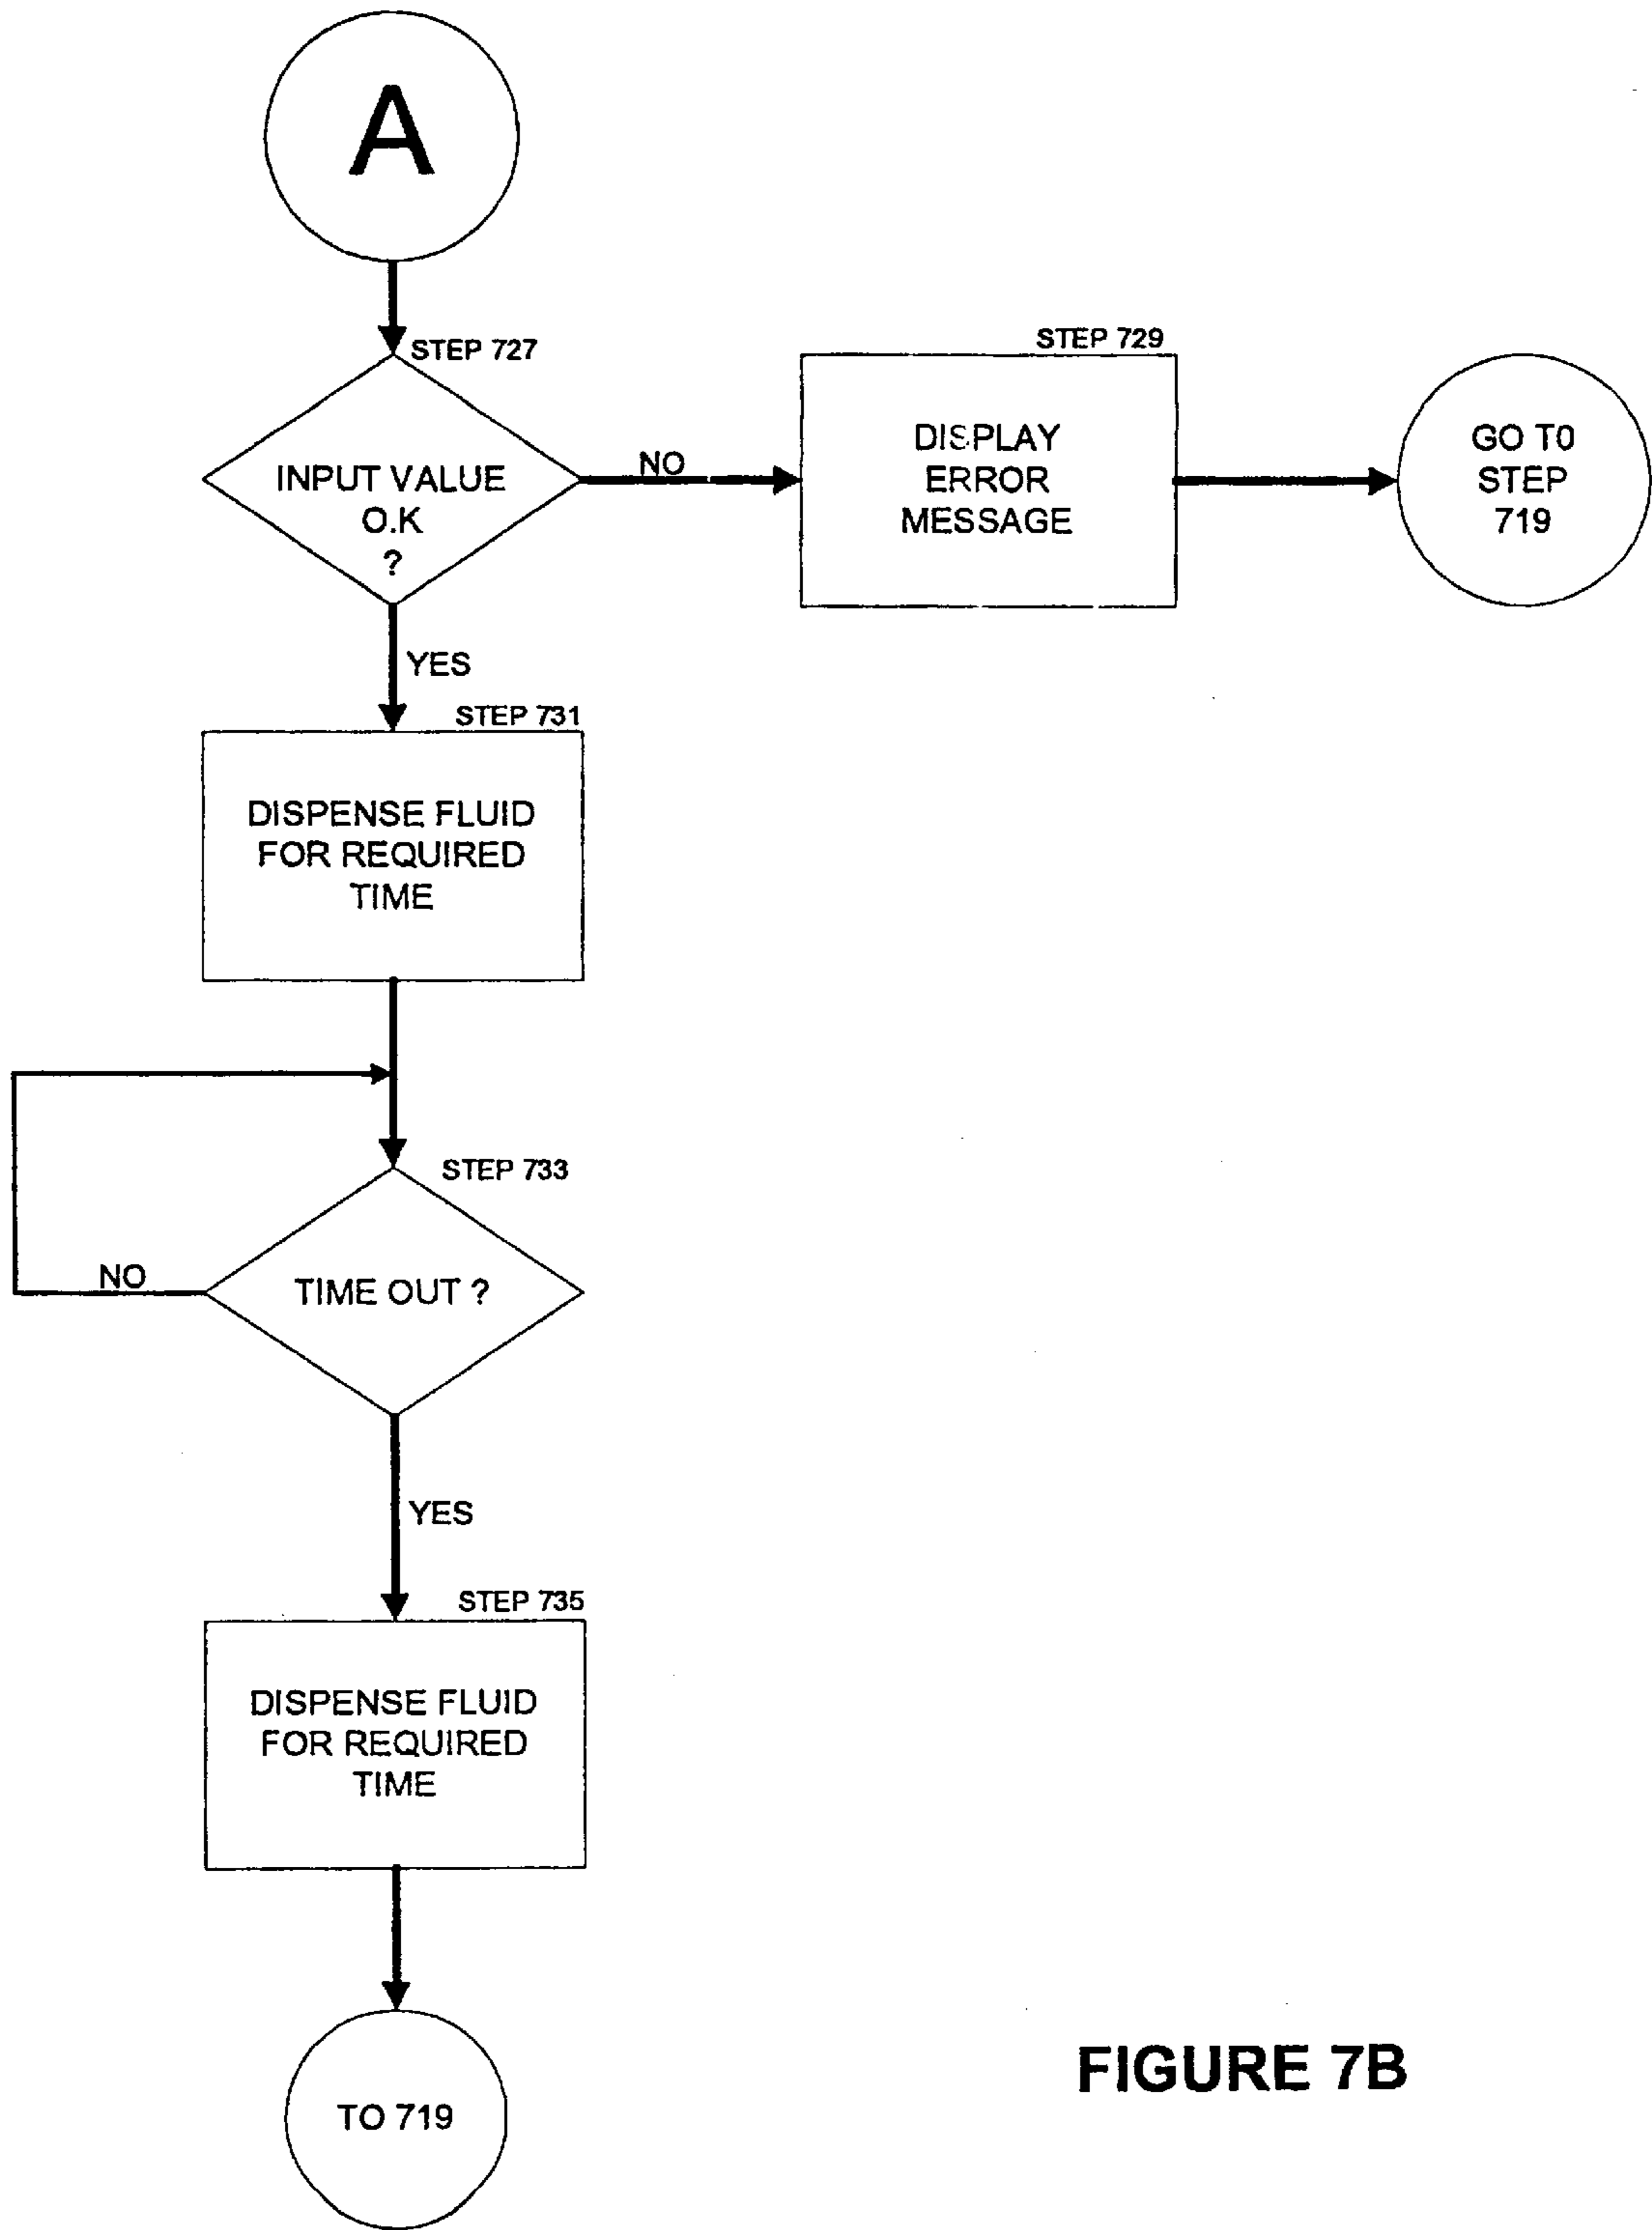 A
STEP 727
INPUT VALUE
O.K
?
NO
STEP 729
DISPLAY
ERROR
MESSAGE
GO TO
STEP
719
YES
STEP 731
DISPENSE FLUID
FOR REQUIRED
TIME
STEP 733
NO
TIME OUT ?
YES
STEP 735
DISPENSE FLUID
FOR REQUIRED
TIME
TO 719
FIGURE 7B